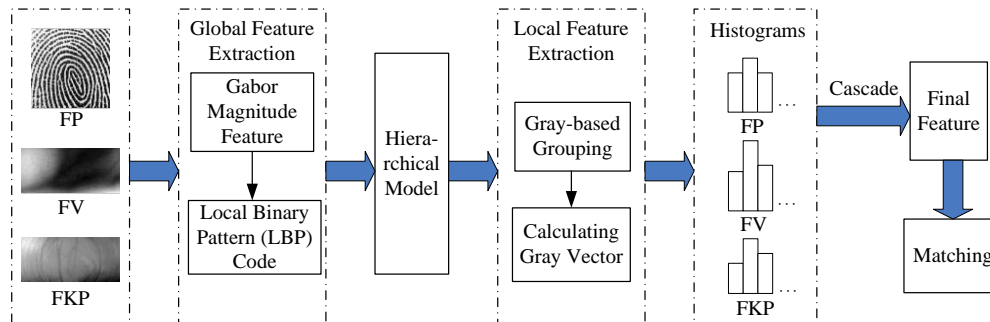 FP
FV
FKP
Global Feature
Extraction
Gabor
Magnitude
Feature
Local Binary
Pattern (LBP)
Code
Hiera-
rchical
Model
Local Feature
Extraction
Gray-based
Grouping
Calculating
Gray Vector
Histograms
...
FP
...
FV
...
FKP
Cascade
Final
Feature
Matching